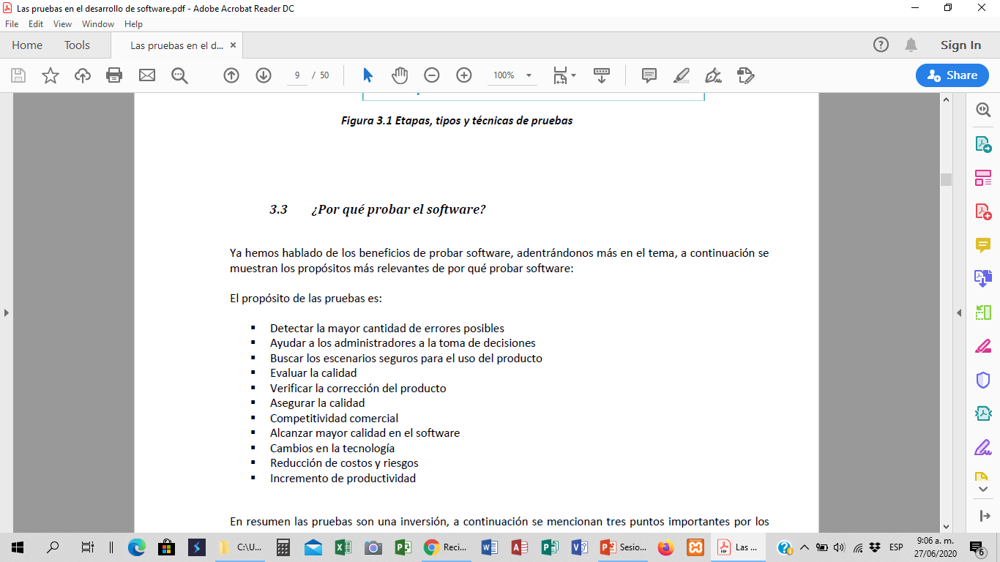 Las pruebas en el desarrollo de software.pdf - Adobe Acrobat Reader DC
File Edit View Window Help
Home Tools Las pruebas en el d... × Sign In
9 / 50 100% Share
Figura 3.1 Etapas, tipos y técnicas de pruebas
3.3 ¿Por qué probar el software?
Ya hemos hablado de los beneficios de probar software, adentrándonos más en el tema, a continuación se
muestran los propósitos más relevantes de por qué probar software:
El propósito de las pruebas es:
▪ Detectar la mayor cantidad de errores posibles
▪ Ayudar a los administradores a la toma de decisiones
▪ Buscar los escenarios seguros para el uso del producto
▪ Evaluar la calidad
▪ Verificar la corrección del producto
▪ Asegurar la calidad
▪ Competitividad comercial
▪ Alcanzar mayor calidad en el software
▪ Cambios en la tecnología
▪ Reducción de costos y riesgos
▪ Incremento de productividad
En resumen las pruebas son una inversión, a continuación se mencionan tres puntos importantes por los
C:\U... Reci... Sesio... Las ... ESP 9:06 a. m.
27/06/2020 6